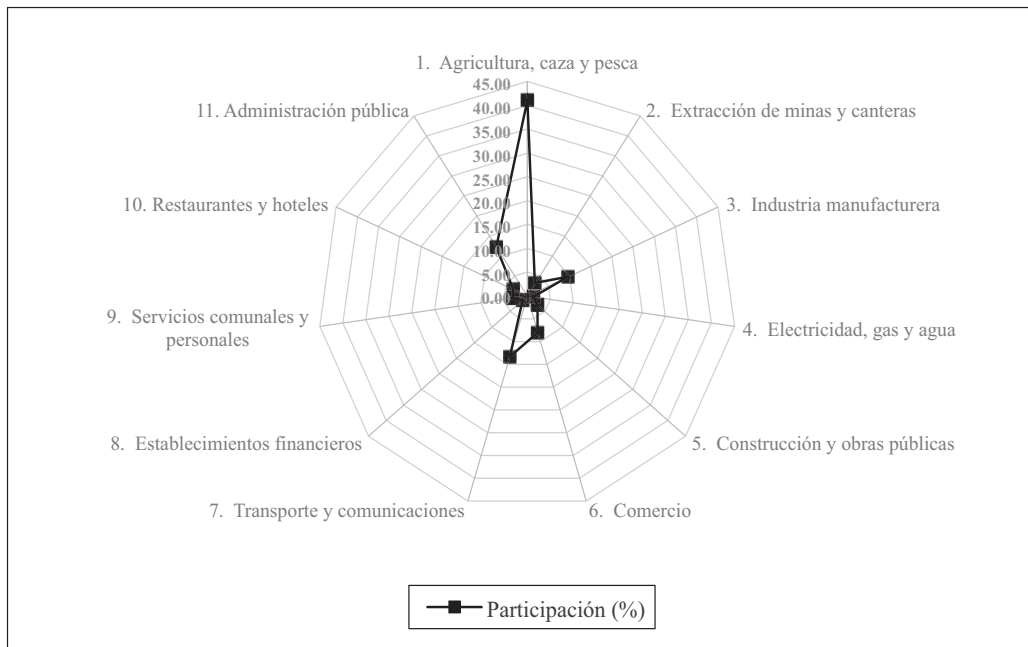 1. Agricultura, caza y pesca
45.00
40.00
35.00
30.00
25.00
20.00
15.00
10.00
5.00
0.00
2. Extracción de minas y canteras
3. Industria manufacturera
4. Electricidad, gas y agua
5. Construcción y obras públicas
6. Comercio
7. Transporte y comunicaciones
8. Establecimientos financieros
9. Servicios comunales y
personales
10. Restaurantes y hoteles
11. Administración pública
Participación (%)